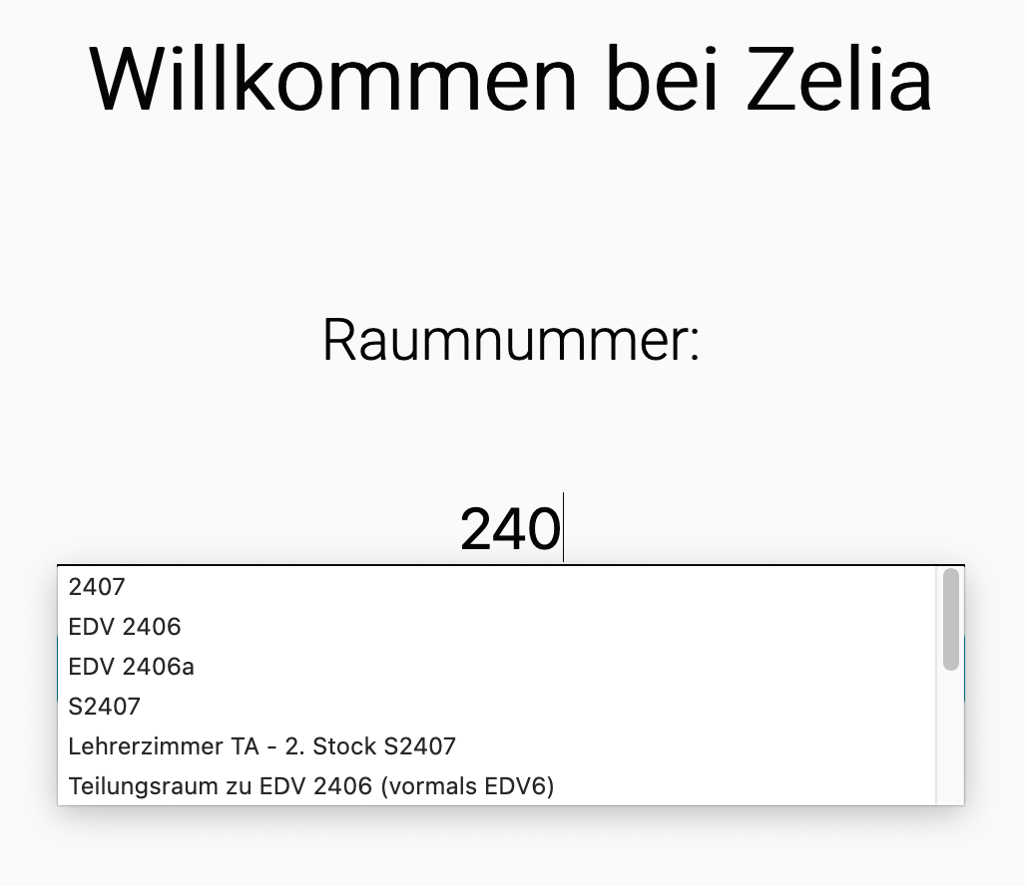 Willkommen bei Zelia
Raumnummer:
240
2407
EDV 2406
EDV 2406a
S2407
Lehrerzimmer TA - 2. Stock S2407
Teilungsraum zu EDV 2406 (vormals EDV6)